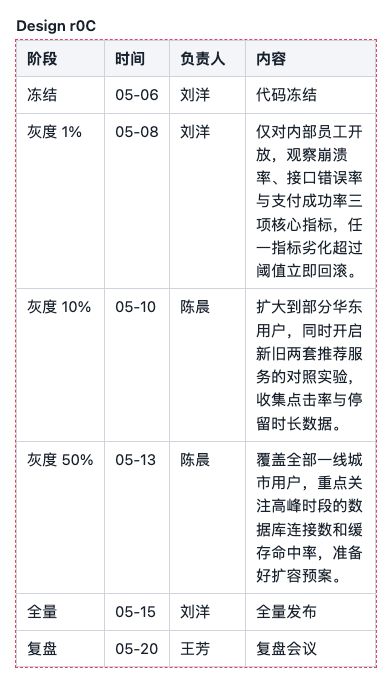 Design r0C
阶段 时间 负责人 内容
冻结 05-06 刘洋 代码冻结
灰度 1% 05-08 刘洋 仅对内部员工开
放，观察崩溃
率、接口错误率
与支付成功率三
项核心指标，任
一指标劣化超过
阈值立即回滚。
灰度 10% 05-10 陈晨 扩大到部分华东
用户，同时开启
新旧两套推荐服
务的对照实验，
收集点击率与停
留时长数据。
灰度 50% 05-13 陈晨 覆盖全部一线城
市用户，重点关
注高峰时段的数
据库连接数和缓
存命中率，准备
好扩容预案。
全量 05-15 刘洋 全量发布
复盘 05-20 王芳 复盘会议